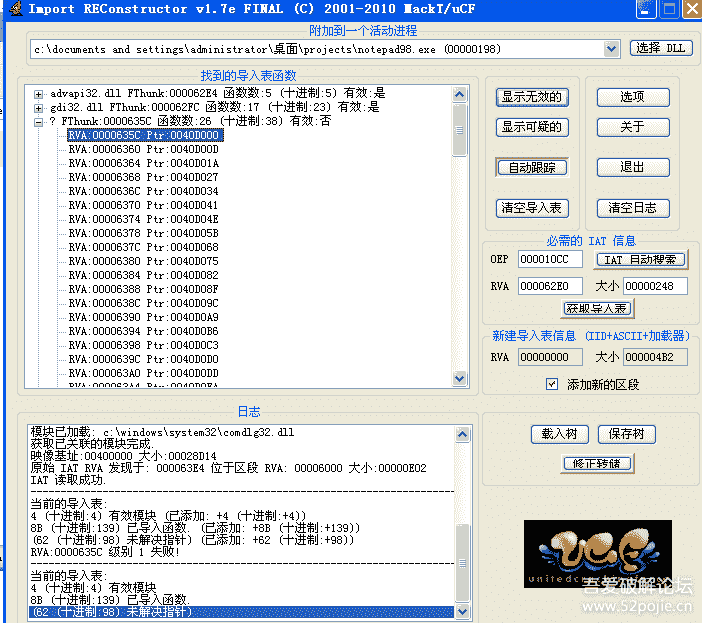 Import REConstructor v1.7e FINAL (C) 2001-2010 MackT/uCF
附加到一个活动进程
c:\documents and settings\administrator\桌面\projects\notepad98.exe (00000198)
选择 DLL
找到的导入表函数
advapi32.dll FThunk:000062E4 函数数:5 (十进制:5) 有效:是
gdi32.dll FThunk:000062FC 函数数:17 (十进制:23) 有效:是
? FThunk:0000635C 函数数:26 (十进制:38) 有效:否
RVA:0000635C Ptr:0040D000
RVA:00006360 Ptr:0040D00D
RVA:00006364 Ptr:0040D01A
RVA:00006368 Ptr:0040D027
RVA:0000636C Ptr:0040D034
RVA:00006370 Ptr:0040D041
RVA:00006374 Ptr:0040D04E
RVA:00006378 Ptr:0040D05B
RVA:0000637C Ptr:0040D068
RVA:00006380 Ptr:0040D075
RVA:00006384 Ptr:0040D082
RVA:00006388 Ptr:0040D08F
RVA:0000638C Ptr:0040D09C
RVA:00006390 Ptr:0040D0A9
RVA:00006394 Ptr:0040D0B6
RVA:00006398 Ptr:0040D0C3
RVA:0000639C Ptr:0040D0D0
RVA:000063A0 Ptr:0040D0DD
RVA:000063A4 Ptr:0040D0EA
显示无效的
显示可疑的
自动跟踪
清空导入表
选项
关于
退出
清空日志
必需的 IAT 信息
OEP 000010CC IAT 自动搜索
RVA 000062E0 大小 00000248
获取导入表
新建导入表信息 (IID+ASCII+加载器)
RVA 00000000 大小 000004B2
添加新的区段
载入树 保存树
修正转储
日志
模块已加载: c:\windows\system32\comdlg32.dll
获取已关联的模块完成.
映像基址:00400000 大小:00028D14
原始 IAT RVA 发现于: 000063E4 位于区段 RVA: 00006000 大小:00000E02
IAT 读取成功.
当前的导入表:
4 (十进制:4) 有效模块 (已添加: +4 (十进制:+4))
8B (十进制:139) 已导入函数. (已添加: +8B (十进制:+139))
(62 (十进制:98) 未解决指针) (已添加: +62 (十进制:+98))
RVA:0000635C 级别 1 失败!
当前的导入表:
4 (十进制:4) 有效模块
8B (十进制:139) 已导入函数.
(62 (十进制:98) 未解决指针)
UCF
吾爱破解论坛
www.52pojie.cn